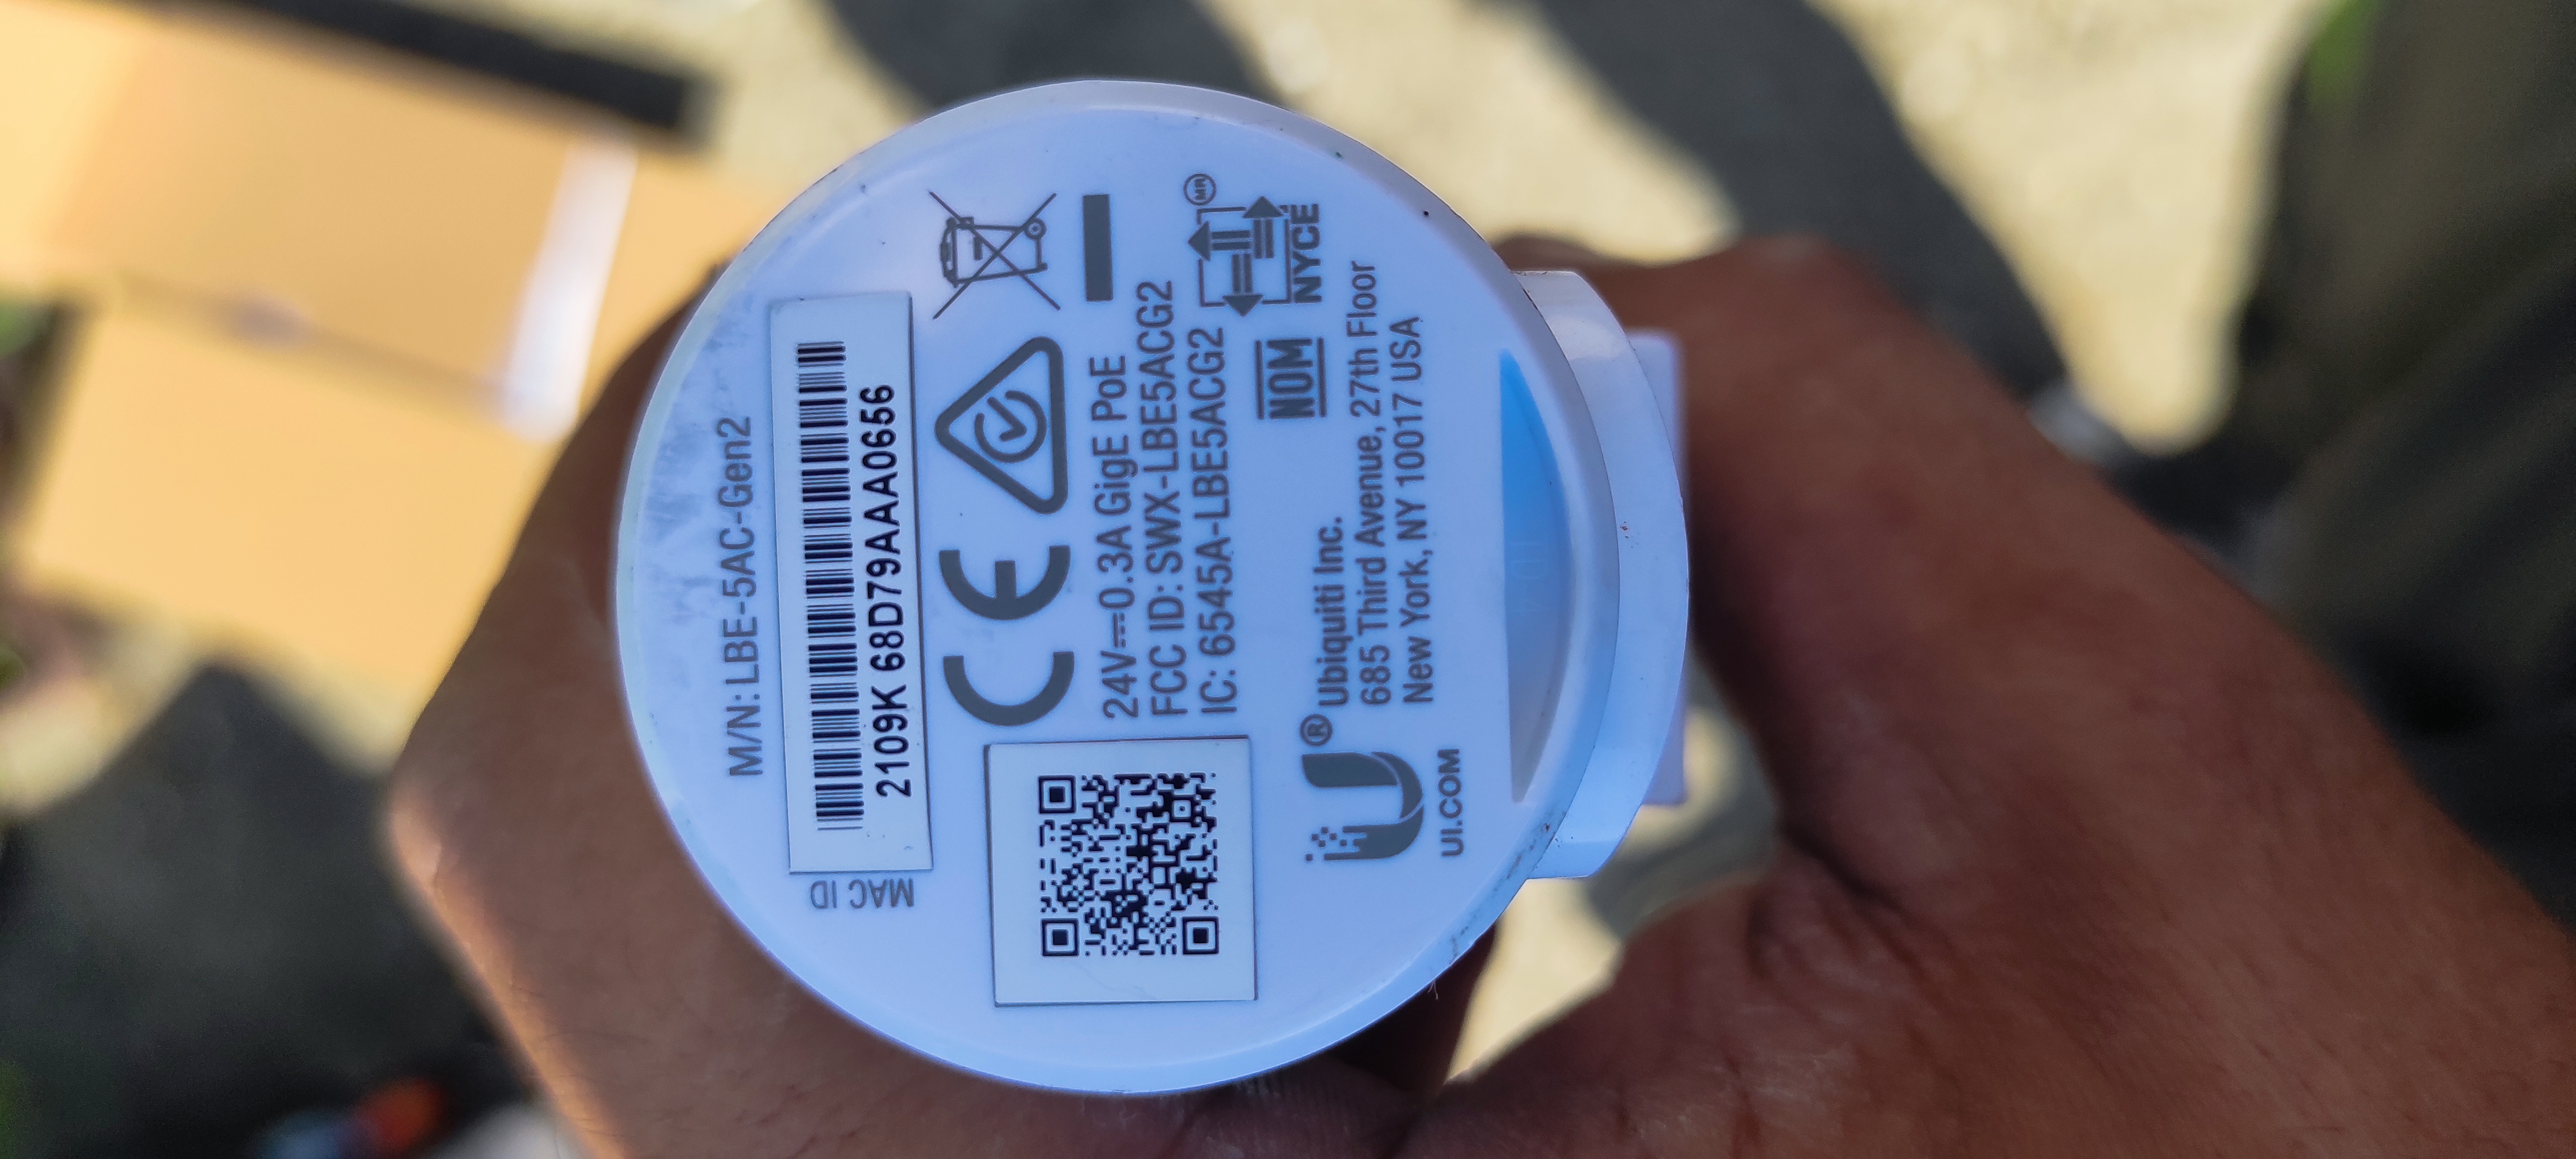 M/N: LBE-5AC-Gen2
MAC ID
2109K 68D79AAA0656
24V⎓0.3A GigE PoE
FCC ID: SWX-LBE5ACG2
IC: 6545A-LBE5ACG2
MR
NOM
NYCE
U®
Ubiquiti Inc.
685 Third Avenue, 27th Floor
New York, NY 10017 USA
UI.COM